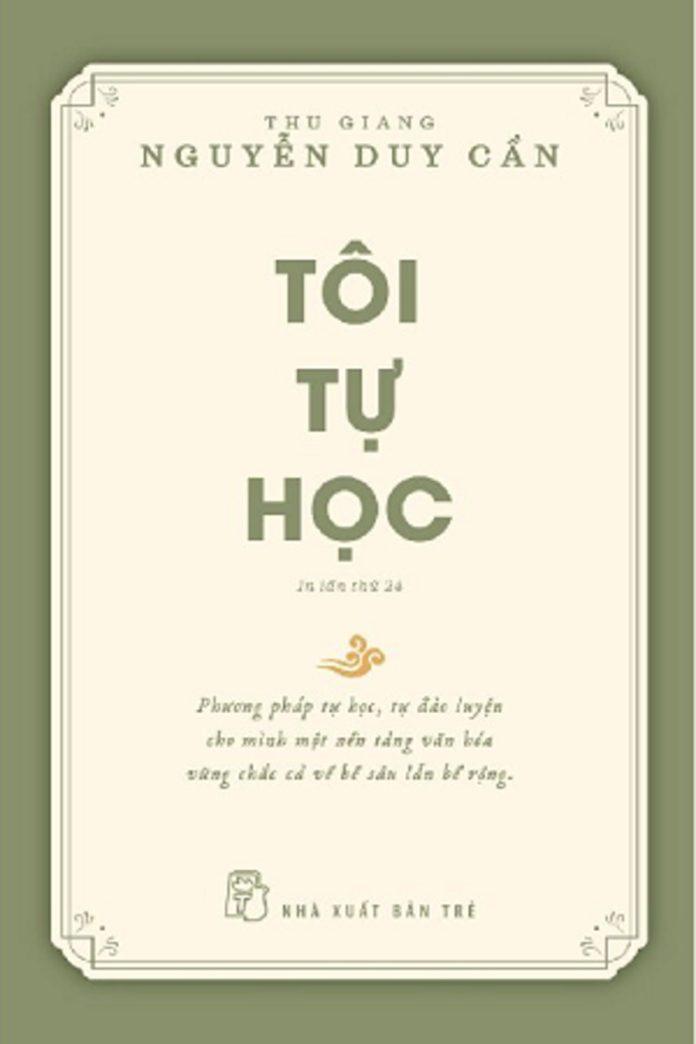 THU GIANG
NGUYỄN DUY CẦN
TÔI
TỰ
HỌC
In lần thứ 24
Phương pháp tự học, tự đào luyện
cho mình một nền tảng văn hóa
vững chắc cả về bề sâu lẫn bề rộng.
NHÀ XUẤT BẢN TRẺ